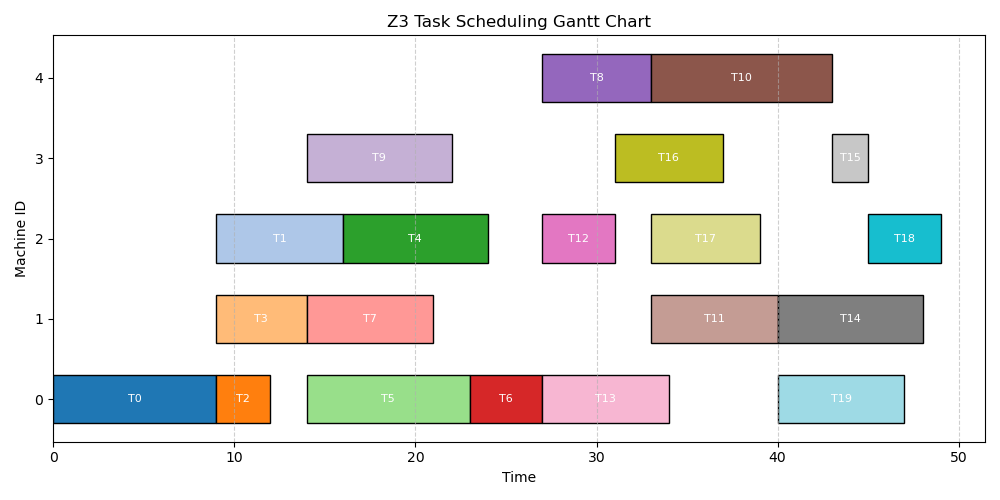 Z3 Task Scheduling Gantt Chart
Machine ID
4
T8
T10
3
T9
T16
T15
2
T1
T4
T12
T17
T18
1
T3
T7
T11
T14
0
T0
T2
T5
T6
T13
T19
0 10 20 30 40 50
Time